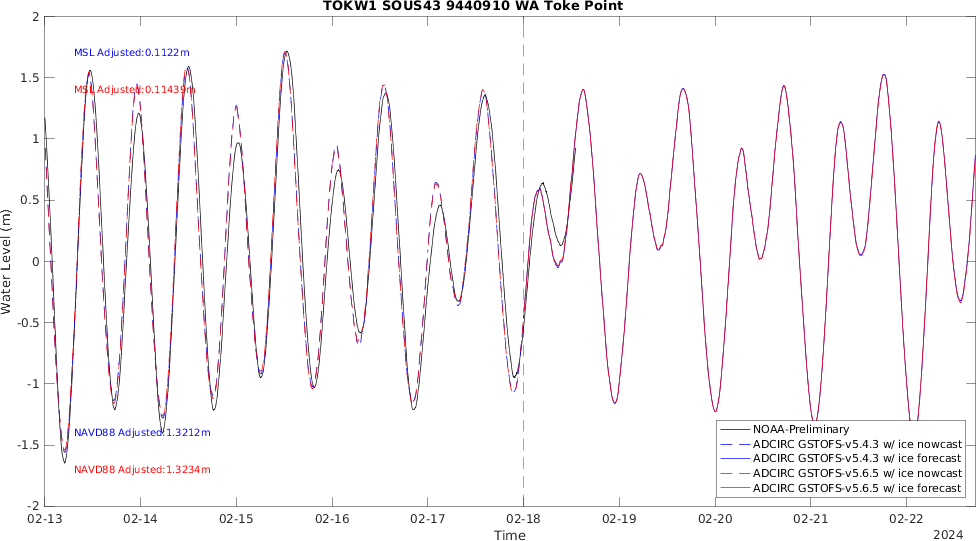 TOKW1 SOUS43 9440910 WA Toke Point
2
1.5
1
0.5
0
-0.5
-1
-1.5
-2
Water Level (m)
MSL Adjusted:0.1122m
MSL Adjusted:0.11439m
NAVD88 Adjusted:1.3212m
NAVD88 Adjusted:1.3234m
NOAA-Preliminary
ADCIRC GSTOFS-v5.4.3 w/ ice nowcast
ADCIRC GSTOFS-v5.4.3 w/ ice forecast
ADCIRC GSTOFS-v5.6.5 w/ ice nowcast
ADCIRC GSTOFS-v5.6.5 w/ ice forecast
02-13 02-14 02-15 02-16 02-17 02-18 02-19 02-20 02-21 02-22
Time
2024